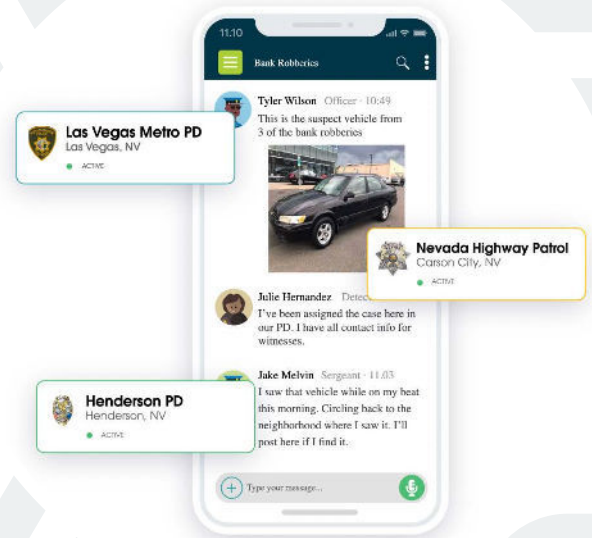 11.10
Bank Robberies
Tyler Wilson Officer · 10:49
This is the suspect vehicle from
3 of the bank robberies
Las Vegas Metro PD
Las Vegas, NV
ACTIVE
Nevada Highway Patrol
Carson City, NV
ACTIVE
Julie Hernandez
I've been assigned the case here in
our PD. I have all contact info for
witnesses.
Jake Melvin Sergeant · 11.03
I saw that vehicle while on my beat
this morning. Circling back to the
neighborhood where I saw it. I'll
post here if I find it.
Henderson PD
Henderson, NV
ACTIVE
Type your message...